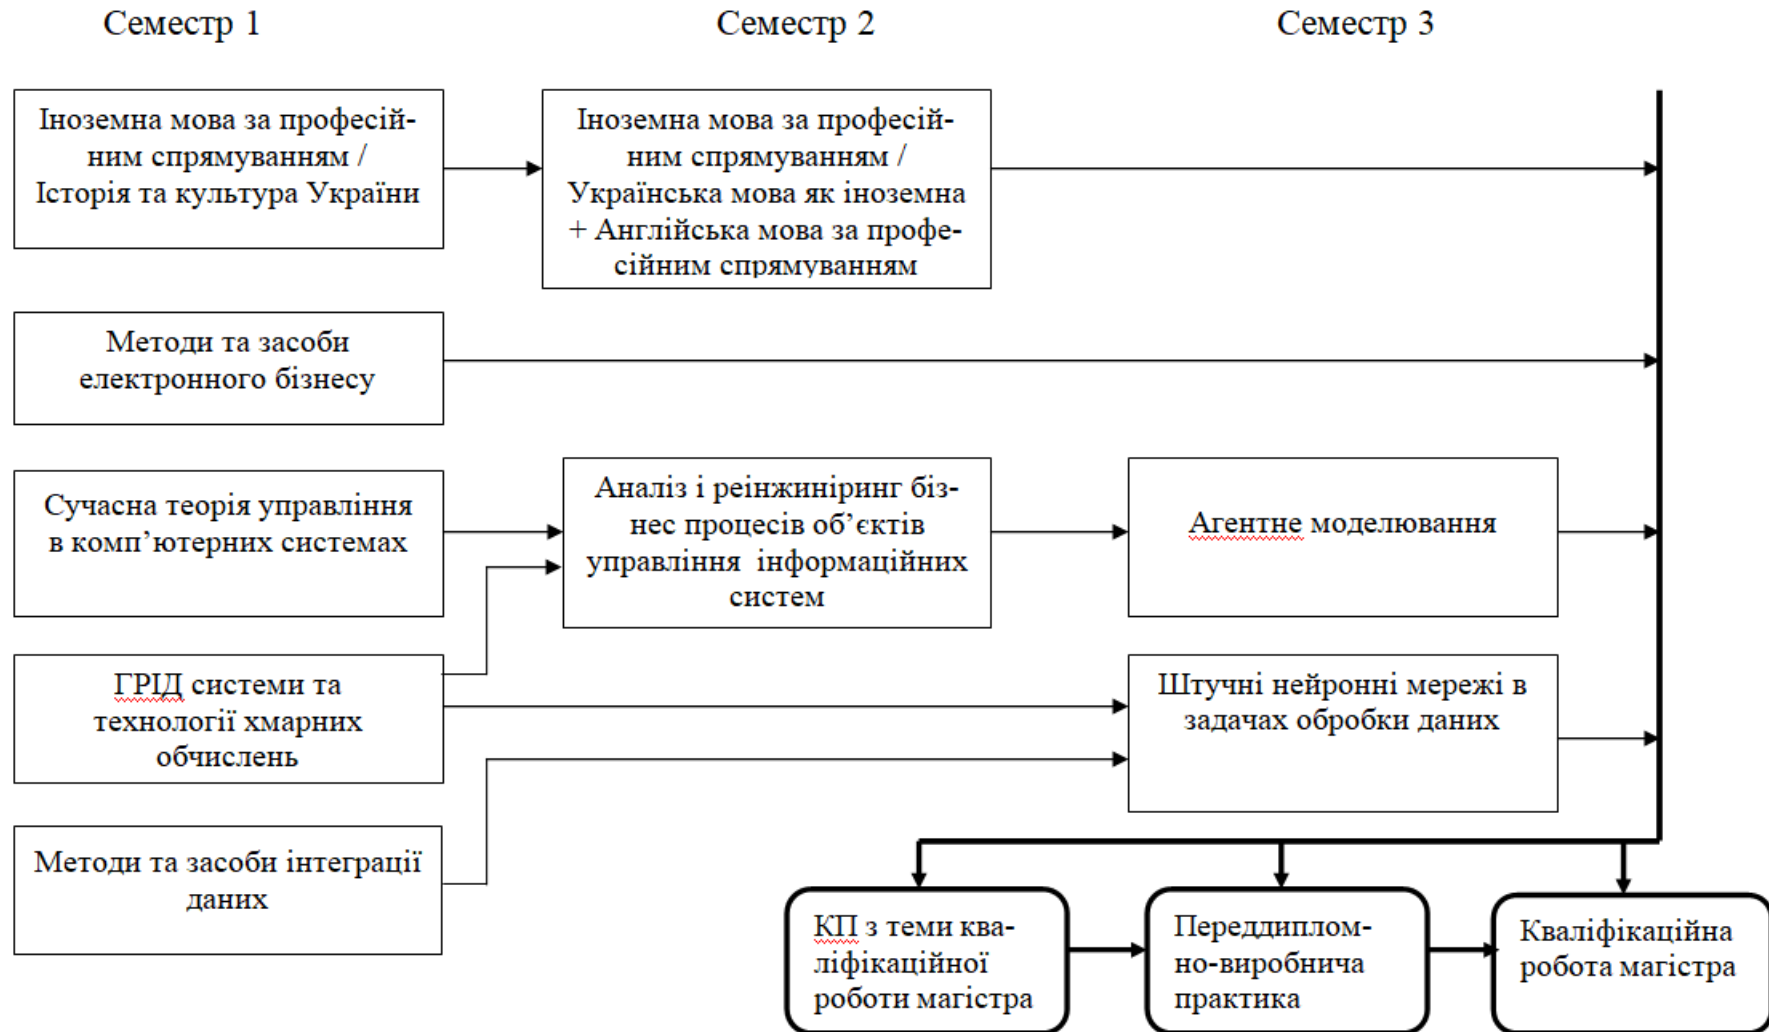 Семестр 1
Семестр 2
Семестр 3
Іноземна мова за професій-
ним спрямуванням /
Історія та культура України
Іноземна мова за професій-
ним спрямуванням /
Українська мова як іноземна
+ Англійська мова за профе-
сійним спрямуванням
Методи та засоби
електронного бізнесу
Сучасна теорія управління
в комп’ютерних системах
Аналіз і реінжиніринг біз-
нес процесів об’єктів
управління інформаційних
систем
Агентне моделювання
ГРІД системи та
технології хмарних
обчислень
Штучні нейронні мережі в
задачах обробки даних
Методи та засоби інтеграції
даних
КП з теми ква-
ліфікаційної
роботи магістра
Переддиплом-
но-виробнича
практика
Кваліфікаційна
робота магістра